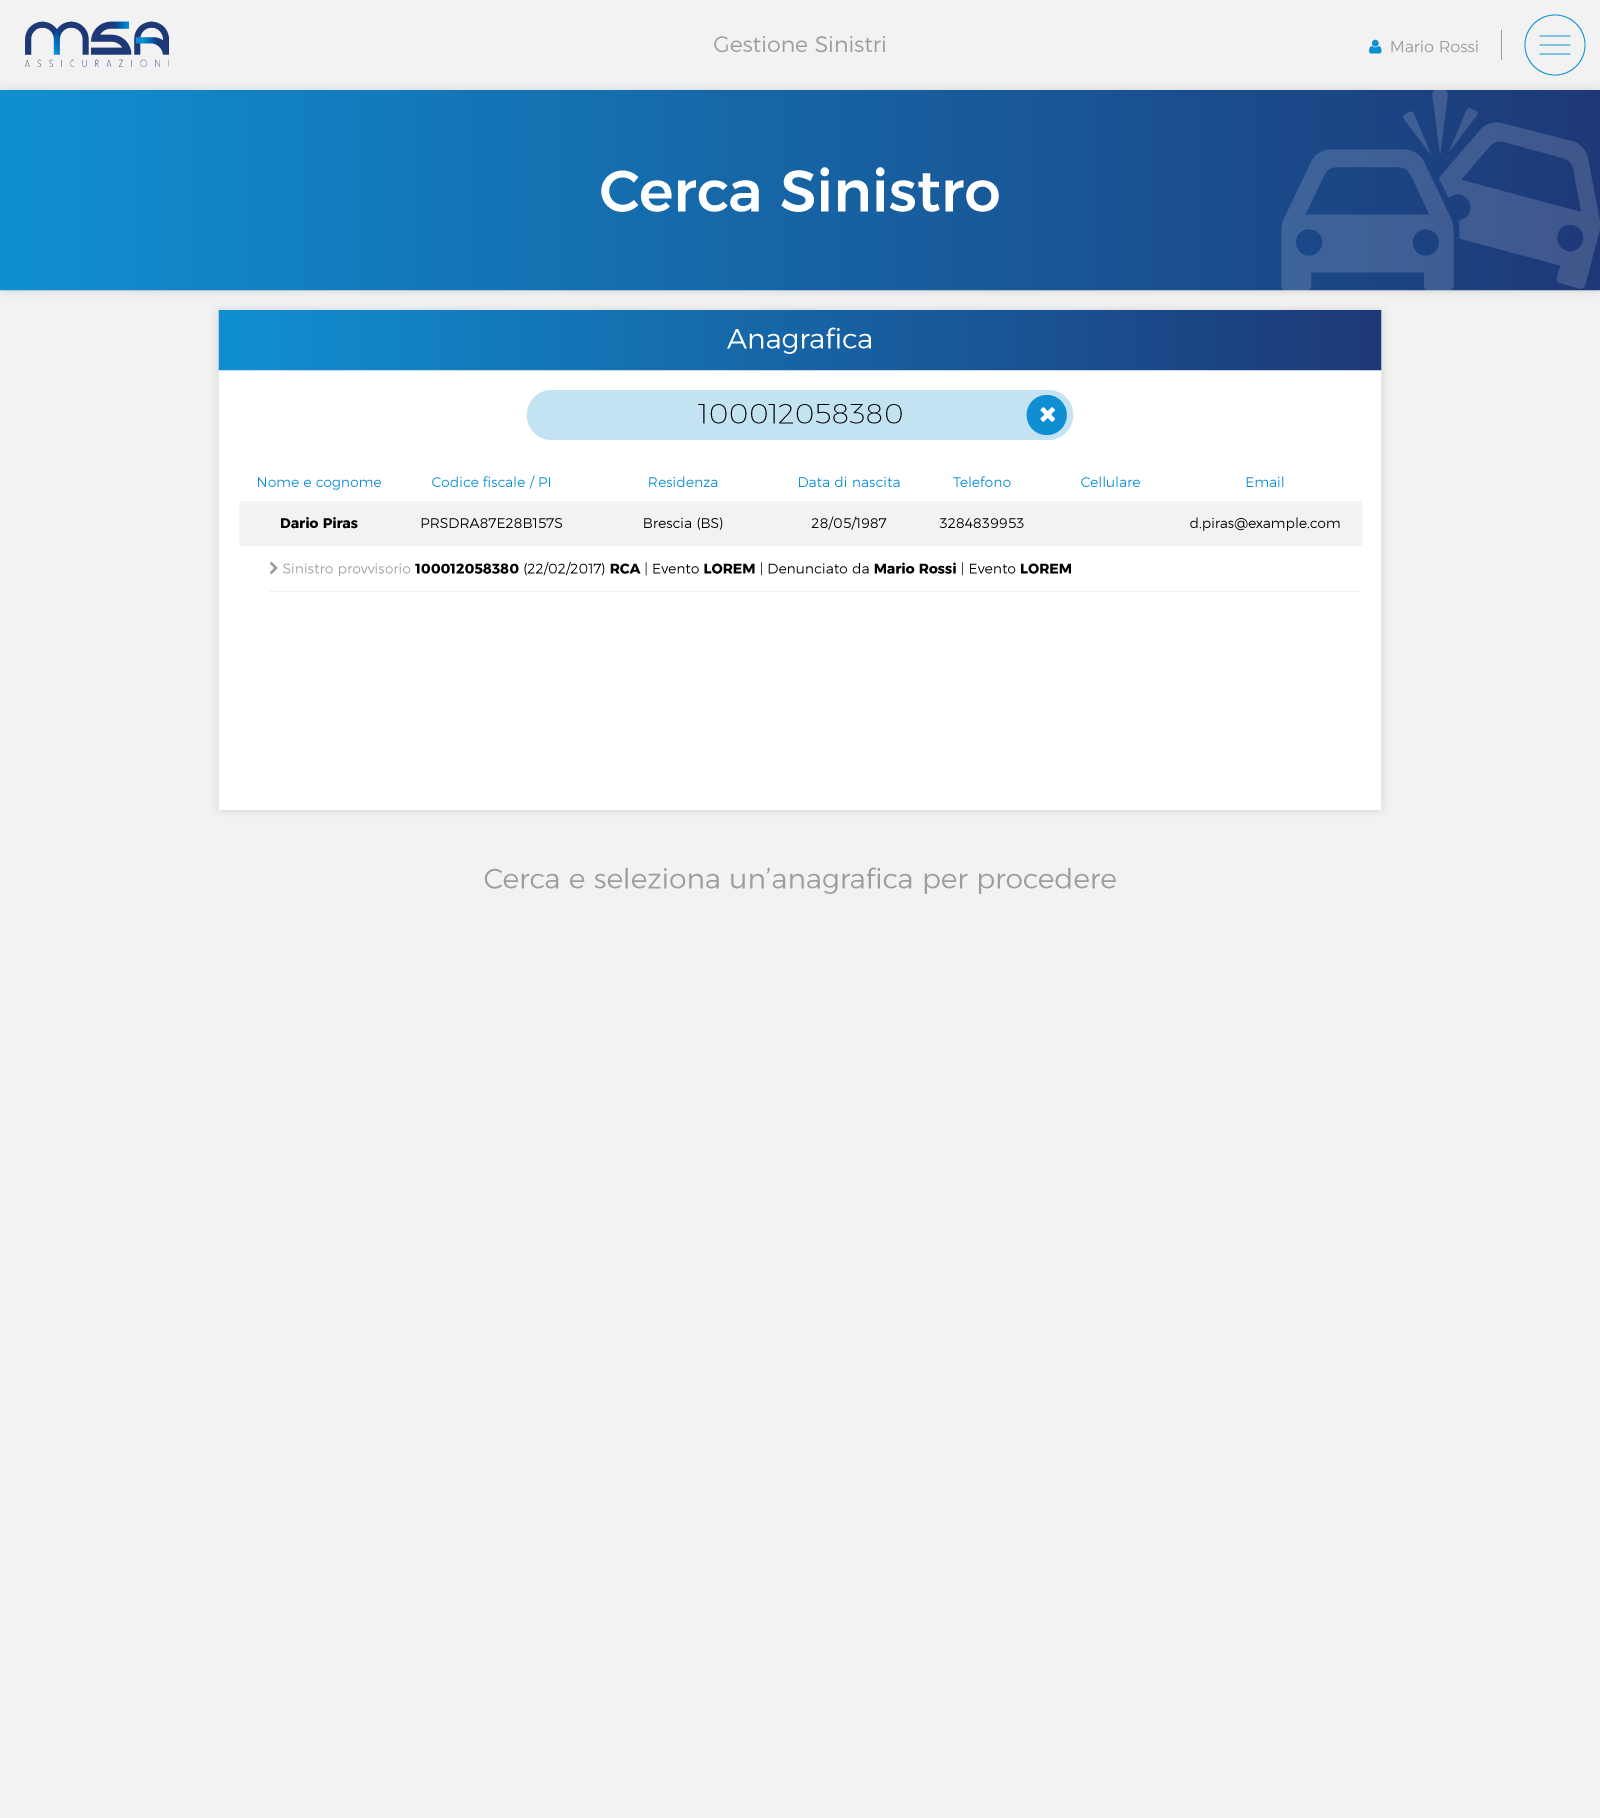 MSA
ASSICURAZIONI
Gestione Sinistri
Mario Rossi
Cerca Sinistro
Anagrafica
100012058380
Nome e cognome Codice fiscale / PI Residenza Data di nascita Telefono Cellulare Email
Dario Piras PRSDRA87E28B157S Brescia (BS) 28/05/1987 3284839953 d.piras@example.com
Sinistro provvisorio 100012058380 (22/02/2017) RCA | Evento LOREM | Denunciato da Mario Rossi | Evento LOREM
Cerca e seleziona un’anagrafica per procedere